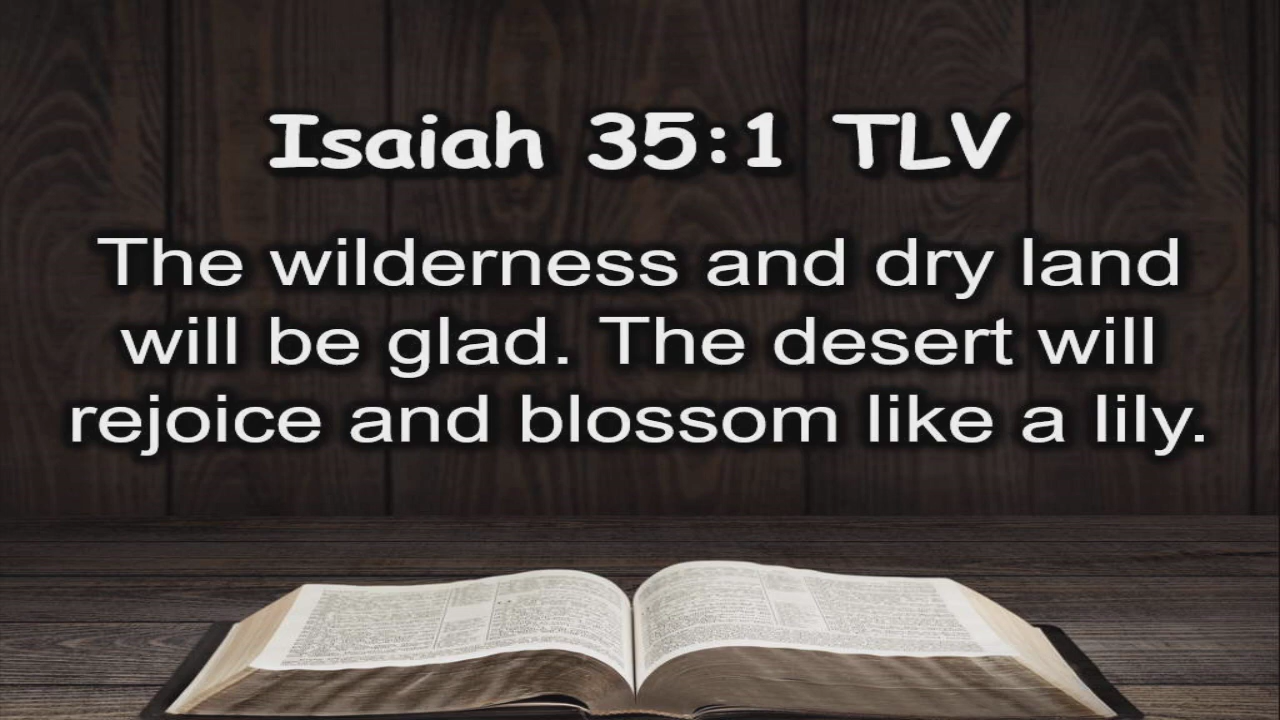 Isaiah 35:1 TLV
The wilderness and dry land
will be glad. The desert will
rejoice and blossom like a lily.